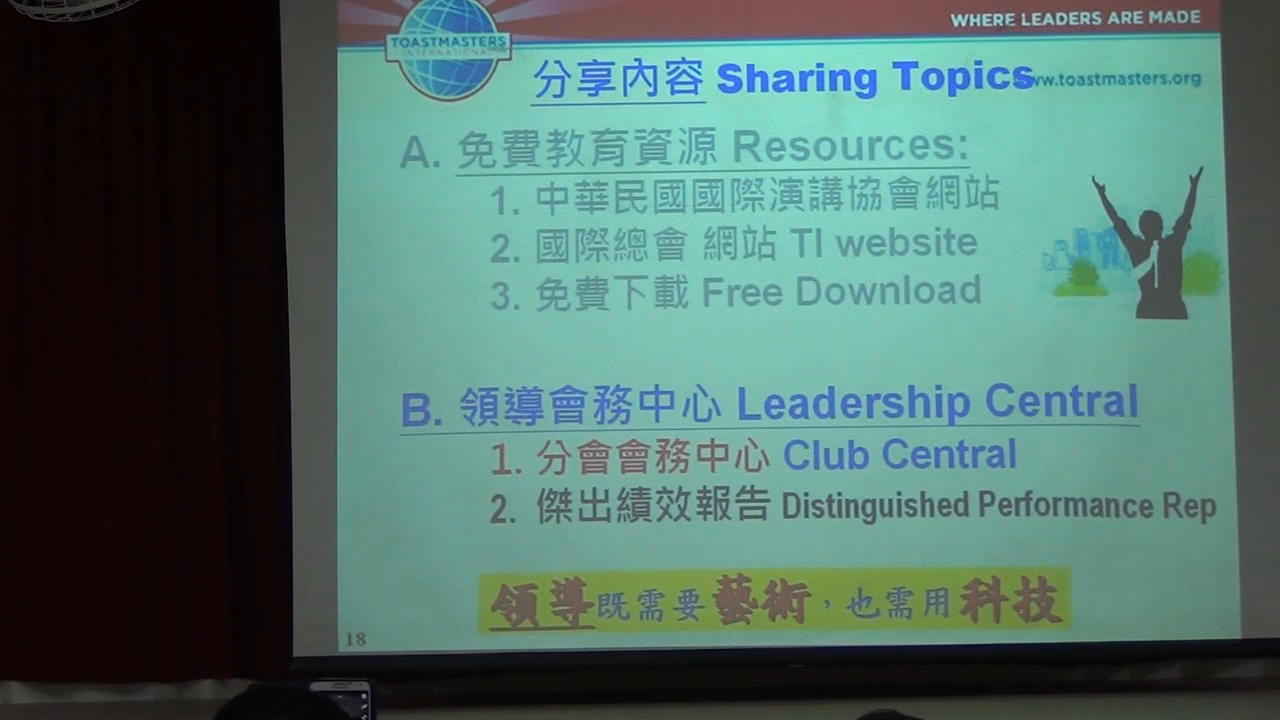 WHERE LEADERS ARE MADE
TOASTMASTERS
INTERNATIONAL
分享內容 Sharing Topics
www.toastmasters.org
A. 免費教育資源 Resources:
1. 中華民國國際演講協會網站
2. 國際總會 網站 TI website
3. 免費下載 Free Download
B. 領導會務中心 Leadership Central
1. 分會會務中心 Club Central
2. 傑出績效報告 Distinguished Performance Rep
領導既需要藝術，也需用科技
18